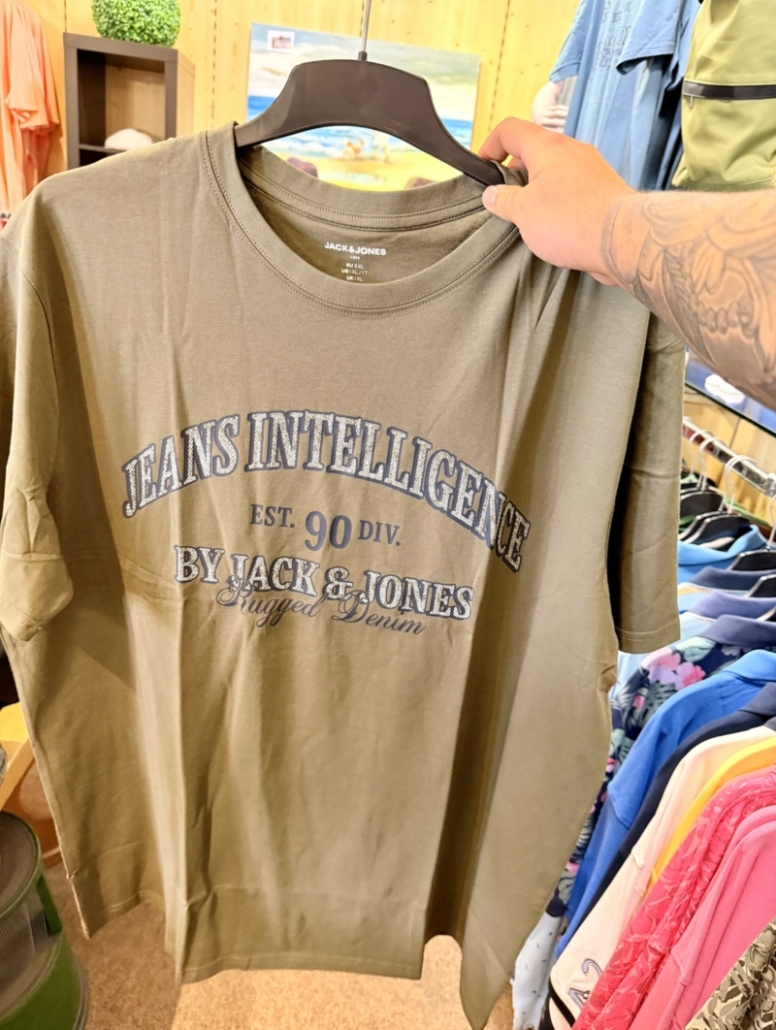 JACK&JONES
JEANS INTELLIGENCE
EST. 90 DIV.
BY JACK & JONES
Rugged Denim